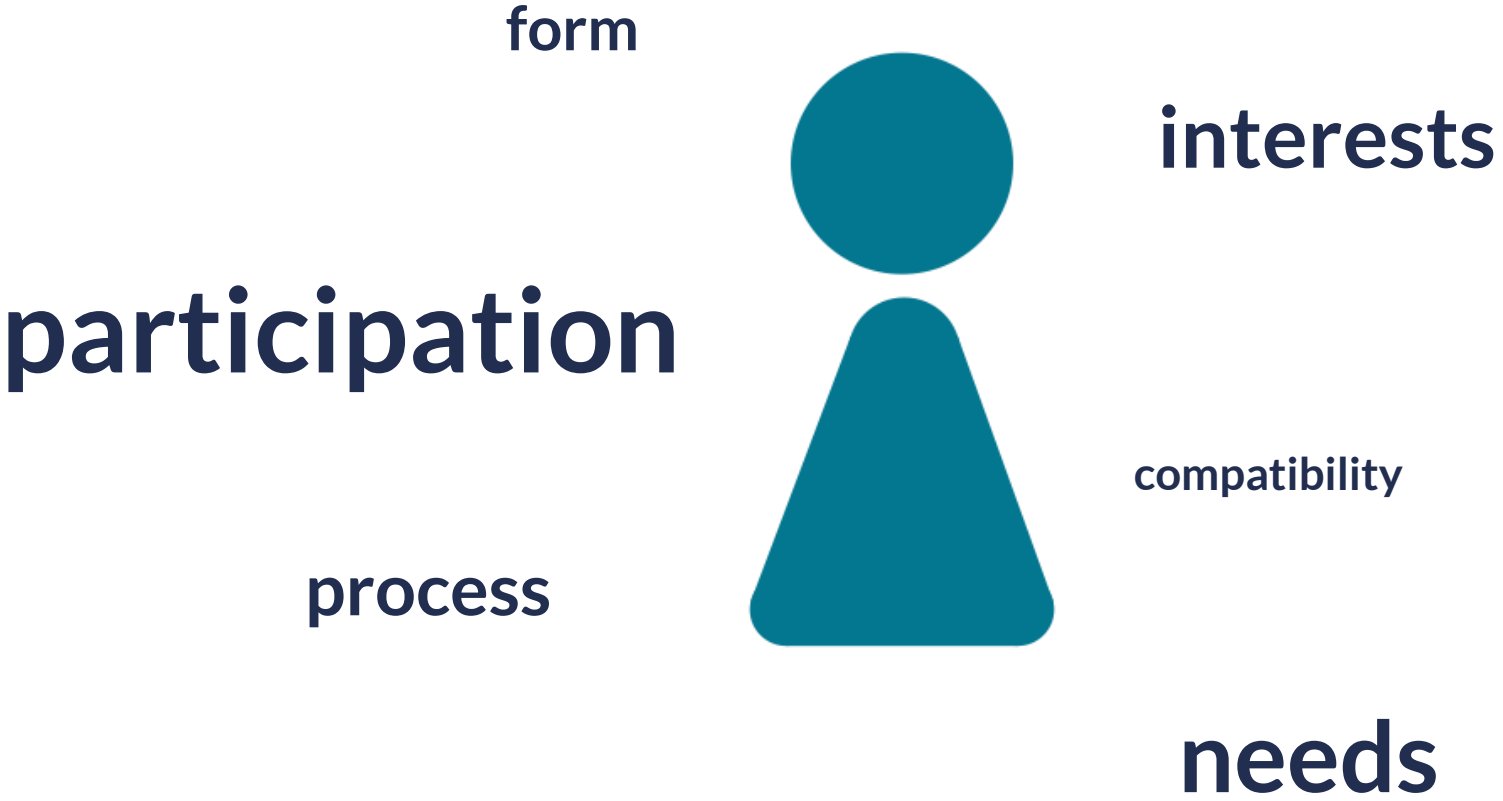 form
interests
participation
compatibility
process
needs